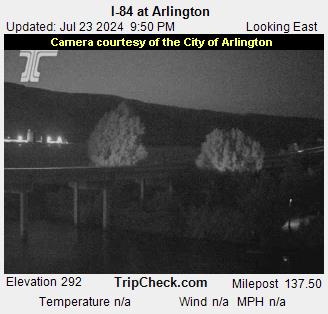 I-84 at Arlington
Updated: Jul 23 2024 9:50 PM Looking East
Camera courtesy of the City of Arlington
Elevation 292 TripCheck.com Milepost 137.50
Temperature n/a Wind n/a MPH n/a